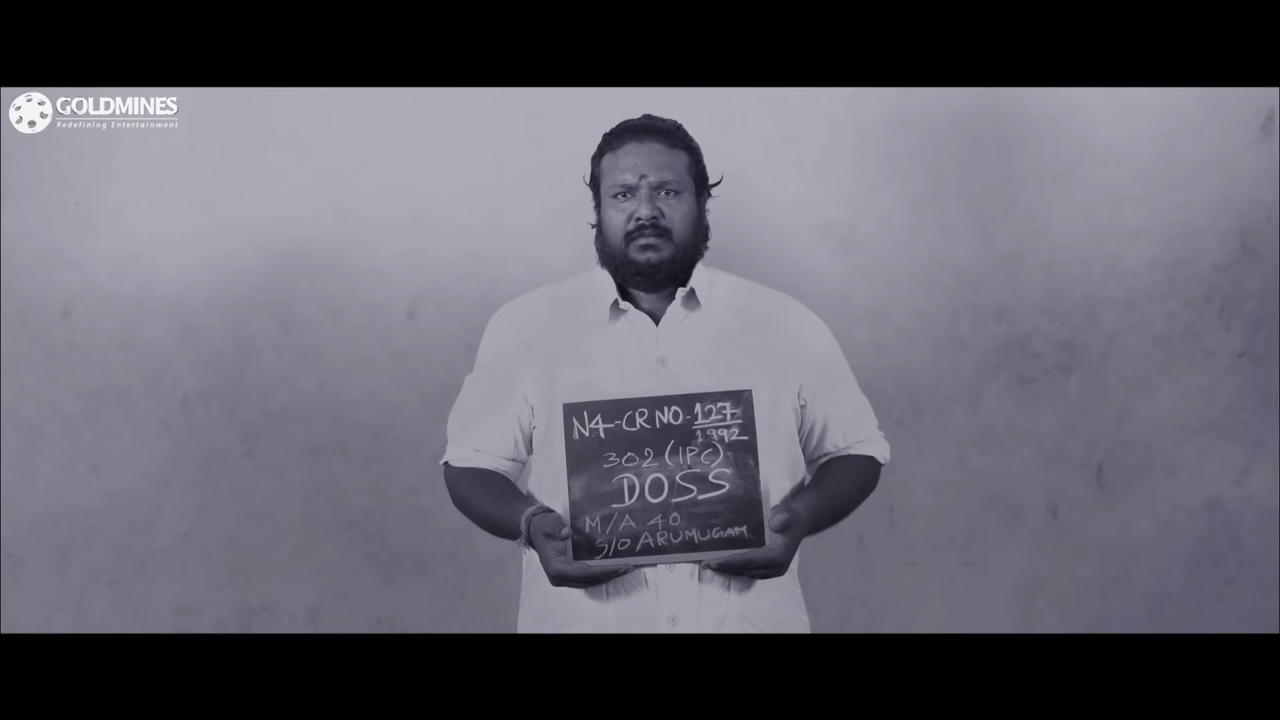 GOLDMINES
Redefining Entertainment
N4-CR NO-127
1992
302 (IPC)
DOSS
M/A 40
S/O ARUMUGAM